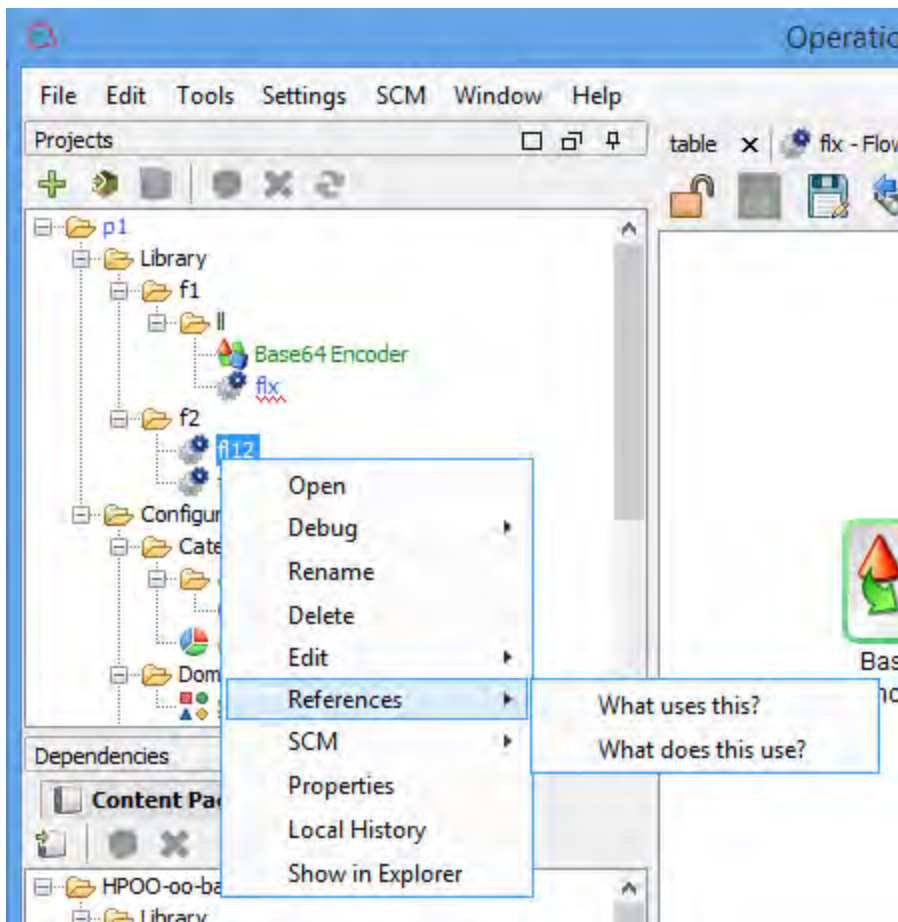 Operatio
File Edit Tools Settings SCM Window Help
Projects
table
flx - Flow
p1
Library
f1
ll
Base64 Encoder
flx
f2
fl12
Configur
Cate
Dom
Open
Debug
Rename
Delete
Edit
References
SCM
Properties
Local History
Show in Explorer
What uses this?
What does this use?
Bas
Dependencies
Content Pa
HPOO-oo-ba
Library